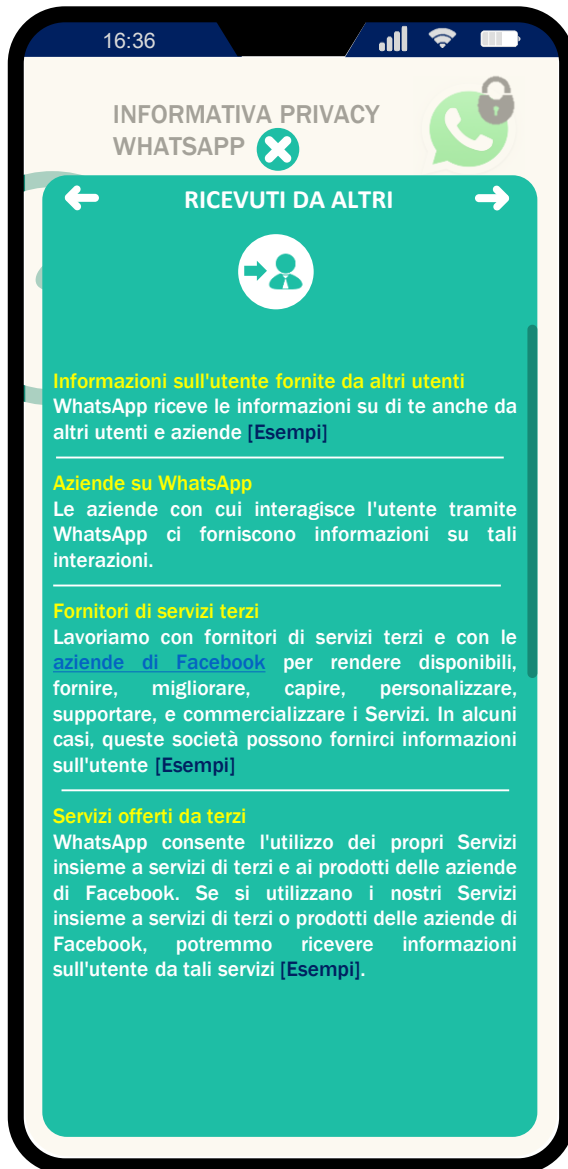 16:36
INFORMATIVA PRIVACY
WHATSAPP
RICEVUTI DA ALTRI
Informazioni sull'utente fornite da altri utenti
WhatsApp riceve le informazioni su di te anche da
altri utenti e aziende [Esempi]
Aziende su WhatsApp
Le aziende con cui interagisce l'utente tramite
WhatsApp ci forniscono informazioni su tali
interazioni.
Fornitori di servizi terzi
Lavoriamo con fornitori di servizi terzi e con le
aziende di Facebook per rendere disponibili,
fornire, migliorare, capire, personalizzare,
supportare, e commercializzare i Servizi. In alcuni
casi, queste società possono fornirci informazioni
sull'utente [Esempi]
Servizi offerti da terzi
WhatsApp consente l'utilizzo dei propri Servizi
insieme a servizi di terzi e ai prodotti delle aziende
di Facebook. Se si utilizzano i nostri Servizi
insieme a servizi di terzi o prodotti delle aziende di
Facebook, potremmo ricevere informazioni
sull'utente da tali servizi [Esempi].